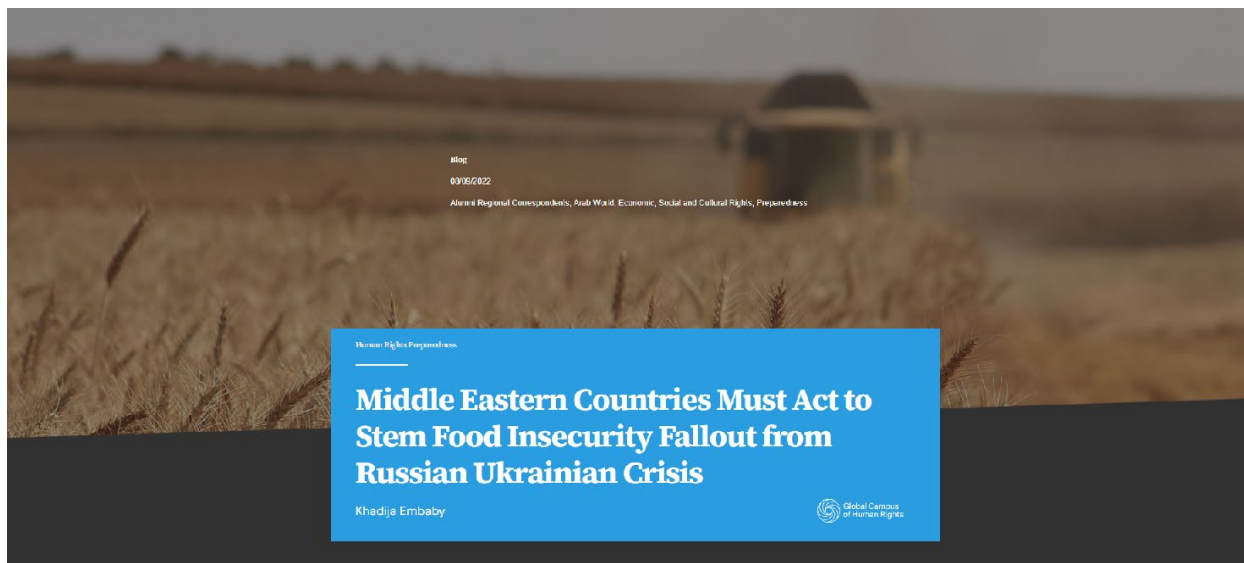 Blog
08/09/2022
Alumni Regional Correspondents, Arab World, Economic, Social and Cultural Rights, Preparedness
Human Rights Preparedness
Middle Eastern Countries Must Act to
Stem Food Insecurity Fallout from
Russian Ukrainian Crisis
Khadija Embaby
Global Campus
of Human Rights